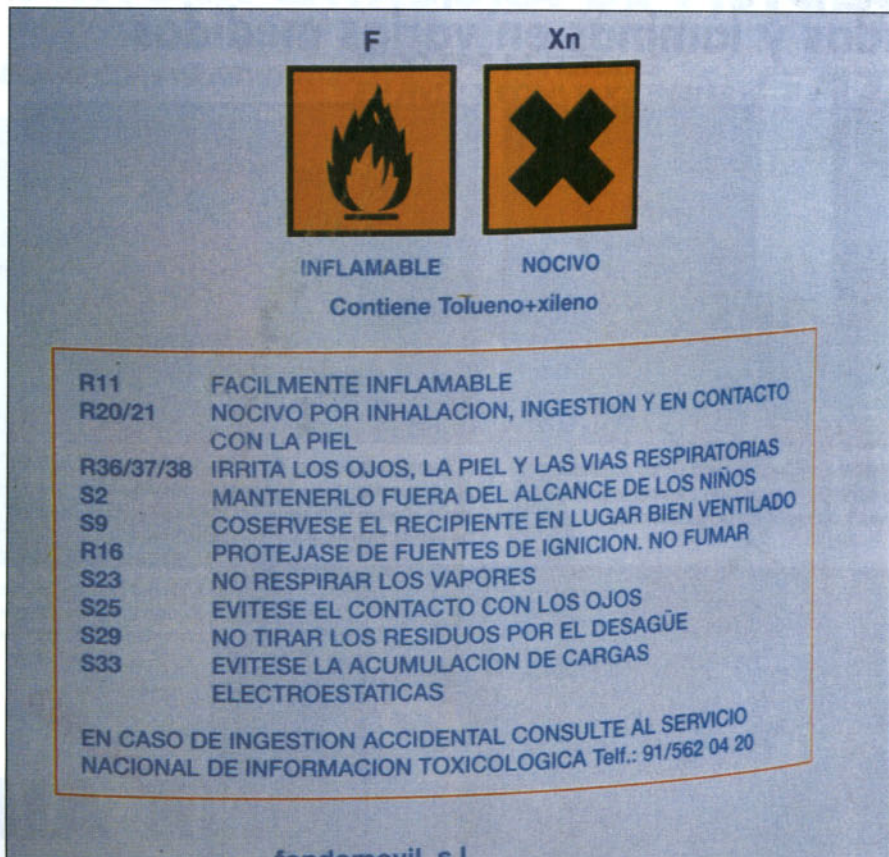 F Xn
INFLAMABLE NOCIVO
Contiene Tolueno+xileno
R11 FACILMENTE INFLAMABLE
R20/21 NOCIVO POR INHALACION, INGESTION Y EN CONTACTO
CON LA PIEL
R36/37/38 IRRITA LOS OJOS, LA PIEL Y LAS VIAS RESPIRATORIAS
S2 MANTENERLO FUERA DEL ALCANCE DE LOS NIÑOS
S9 COSERVESE EL RECIPIENTE EN LUGAR BIEN VENTILADO
R16 PROTEJASE DE FUENTES DE IGNICION. NO FUMAR
S23 NO RESPIRAR LOS VAPORES
S25 EVITESE EL CONTACTO CON LOS OJOS
S29 NO TIRAR LOS RESIDUOS POR EL DESAGÜE
S33 EVITESE LA ACUMULACION DE CARGAS
ELECTROESTATICAS
EN CASO DE INGESTION ACCIDENTAL CONSULTE AL SERVICIO
NACIONAL DE INFORMACION TOXICOLOGICA Telf.: 91/562 04 20